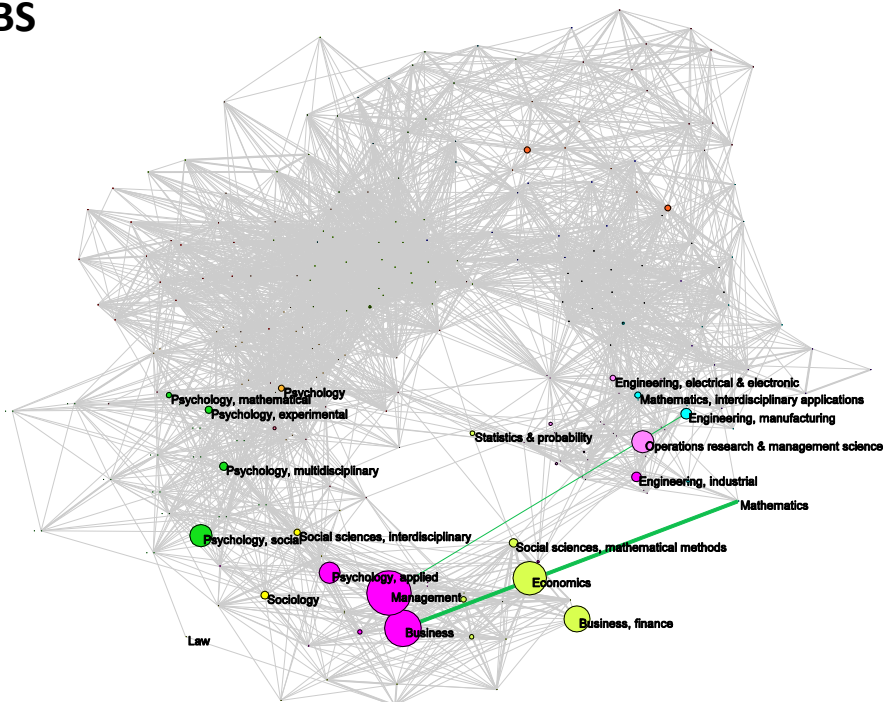 BS
Engineering, electrical & electronic
Psychology
Psychology, mathematical
Mathematics, interdisciplinary applications
Psychology, experimental
Engineering, manufacturing
Statistics & probability
Operations research & management science
Psychology, multidisciplinary
Engineering, industrial
Mathematics
Psychology, social
Social sciences, interdisciplinary
Social sciences, mathematical methods
Psychology, applied
Economics
Management
Sociology
Business, finance
Business
Law